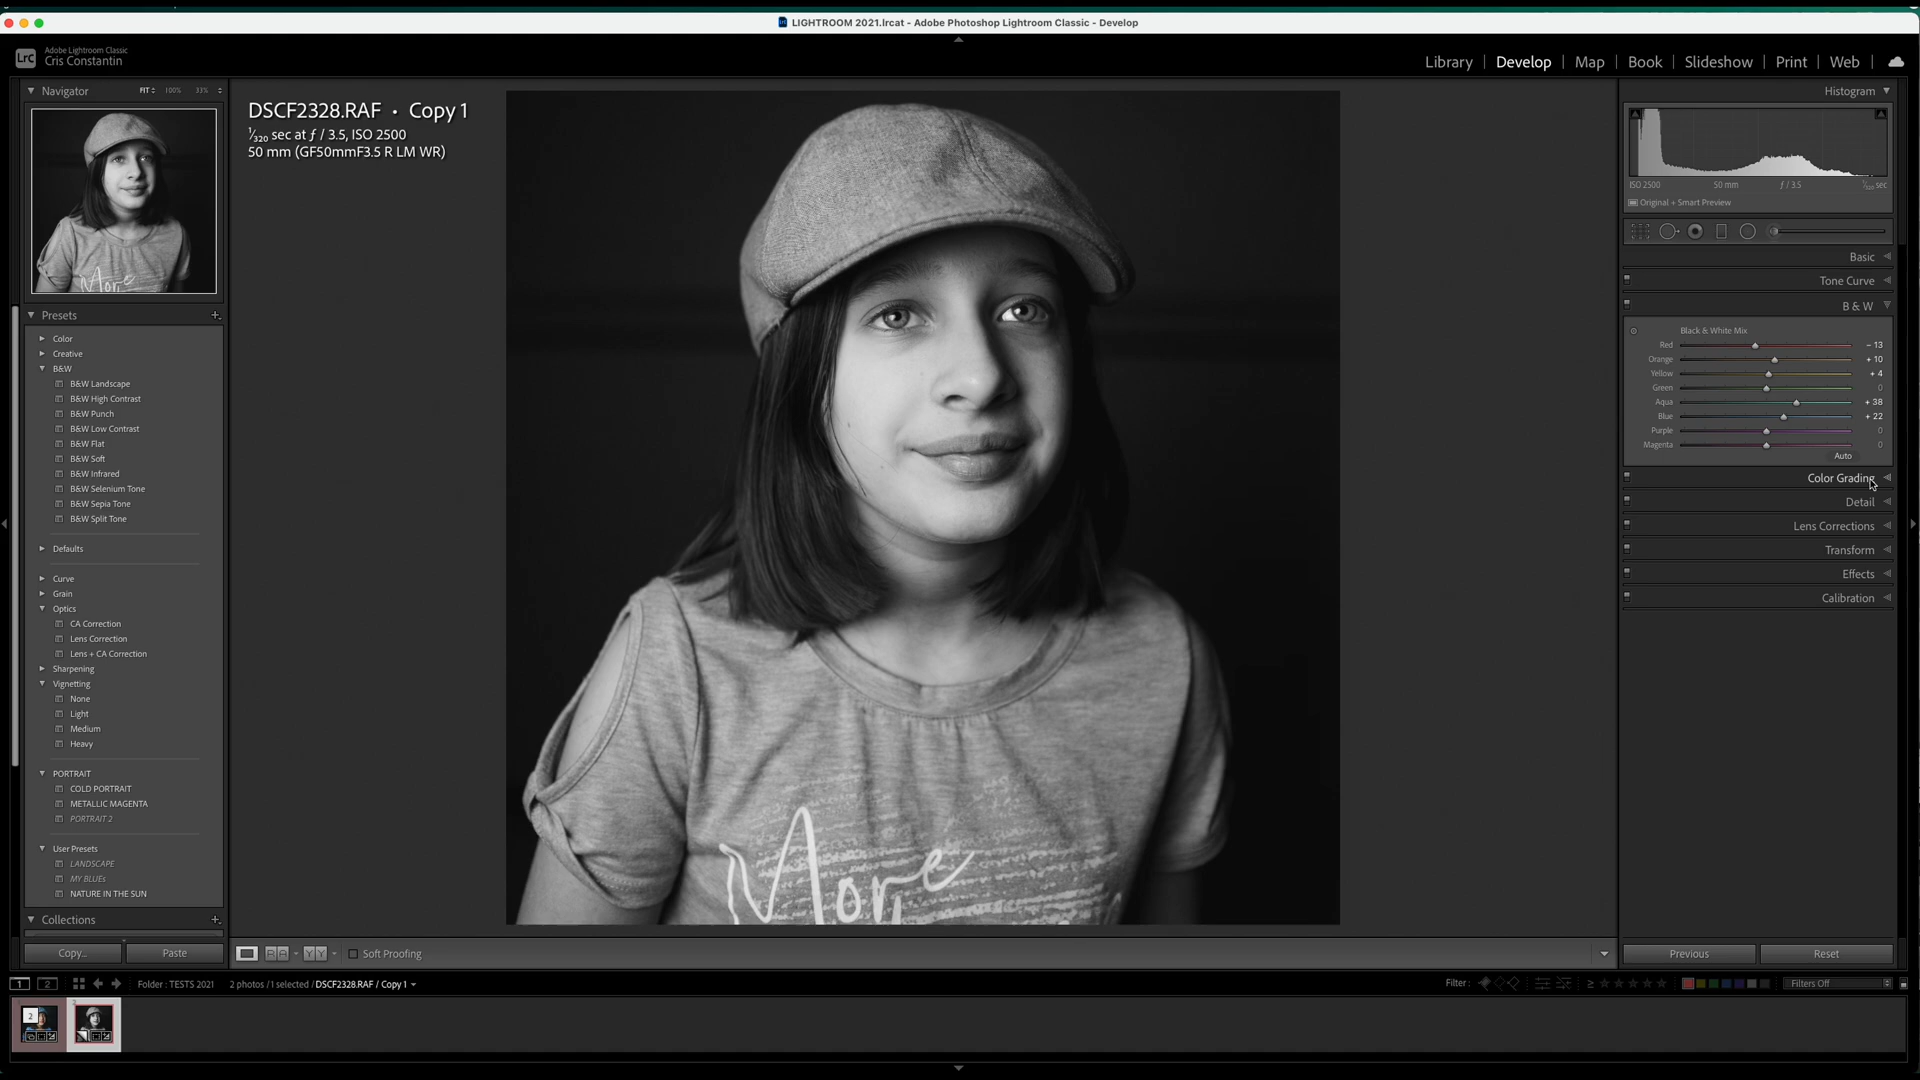 LIGHTROOM 2021.lrcat - Adobe Photoshop Lightroom Classic - Develop
Lrc
Adobe Lightroom Classic
Cris Constantin
Library | Develop | Map | Book | Slideshow | Print | Web
Navigator FIT 100% 33%
More
Presets
Color
Creative
B&W
B&W Landscape
B&W High Contrast
B&W Punch
B&W Low Contrast
B&W Flat
B&W Soft
B&W Infrared
B&W Selenium Tone
B&W Sepia Tone
B&W Split Tone
Defaults
Curve
Grain
Optics
CA Correction
Lens Correction
Lens + CA Correction
Sharpening
Vignetting
None
Light
Medium
Heavy
PORTRAIT
COLD PORTRAIT
METALLIC MAGENTA
PORTRAIT 2
User Presets
LANDSCAPE
MY BLUEs
NATURE IN THE SUN
Collections
Copy... Paste
DSCF2328.RAF • Copy 1
1/320 sec at ƒ / 3.5, ISO 2500
50 mm (GF50mmF3.5 R LM WR)
More
Histogram
ISO 2500 50 mm ƒ / 3.5 1/320 sec
Original + Smart Preview
Basic
Tone Curve
B & W
Black & White Mix
Red – 13
Orange + 10
Yellow + 4
Green 0
Aqua + 38
Blue + 22
Purple 0
Magenta 0
Auto
Color Grading
Detail
Lens Corrections
Transform
Effects
Calibration
Soft Proofing
Previous Reset
1 2 Folder : TESTS 2021 2 photos / 1 selected / DSCF2328.RAF / Copy 1
Filter : ≥ Filters Off
2